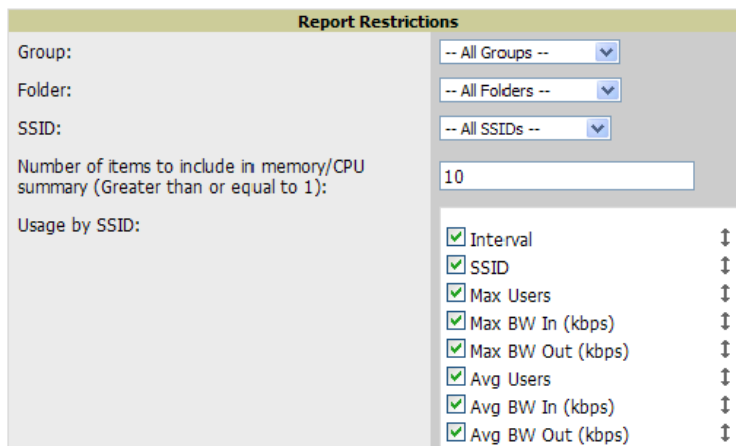 Report Restrictions
Group:
-- All Groups --
Folder:
-- All Folders --
SSID:
-- All SSIDs --
Number of items to include in memory/CPU
summary (Greater than or equal to 1):
10
Usage by SSID:
Interval
SSID
Max Users
Max BW In (kbps)
Max BW Out (kbps)
Avg Users
Avg BW In (kbps)
Avg BW Out (kbps)